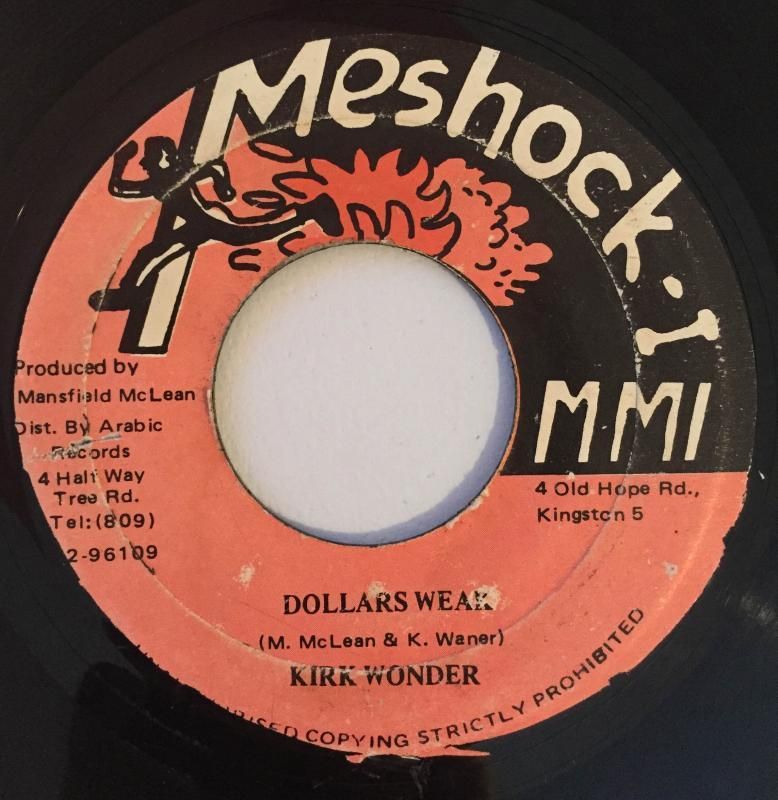 Meshock-1
MMI
Produced by
Mansfield McLean
Dist. By Arabic
Records
4 Half Way
Tree Rd.
Tel:(809)
2-96109
4 Old Hope Rd.,
Kingston 5
DOLLARS WEAK
(M. McLean & K. Waner)
KIRK WONDER
COPYING STRICTLY PROHIBITED